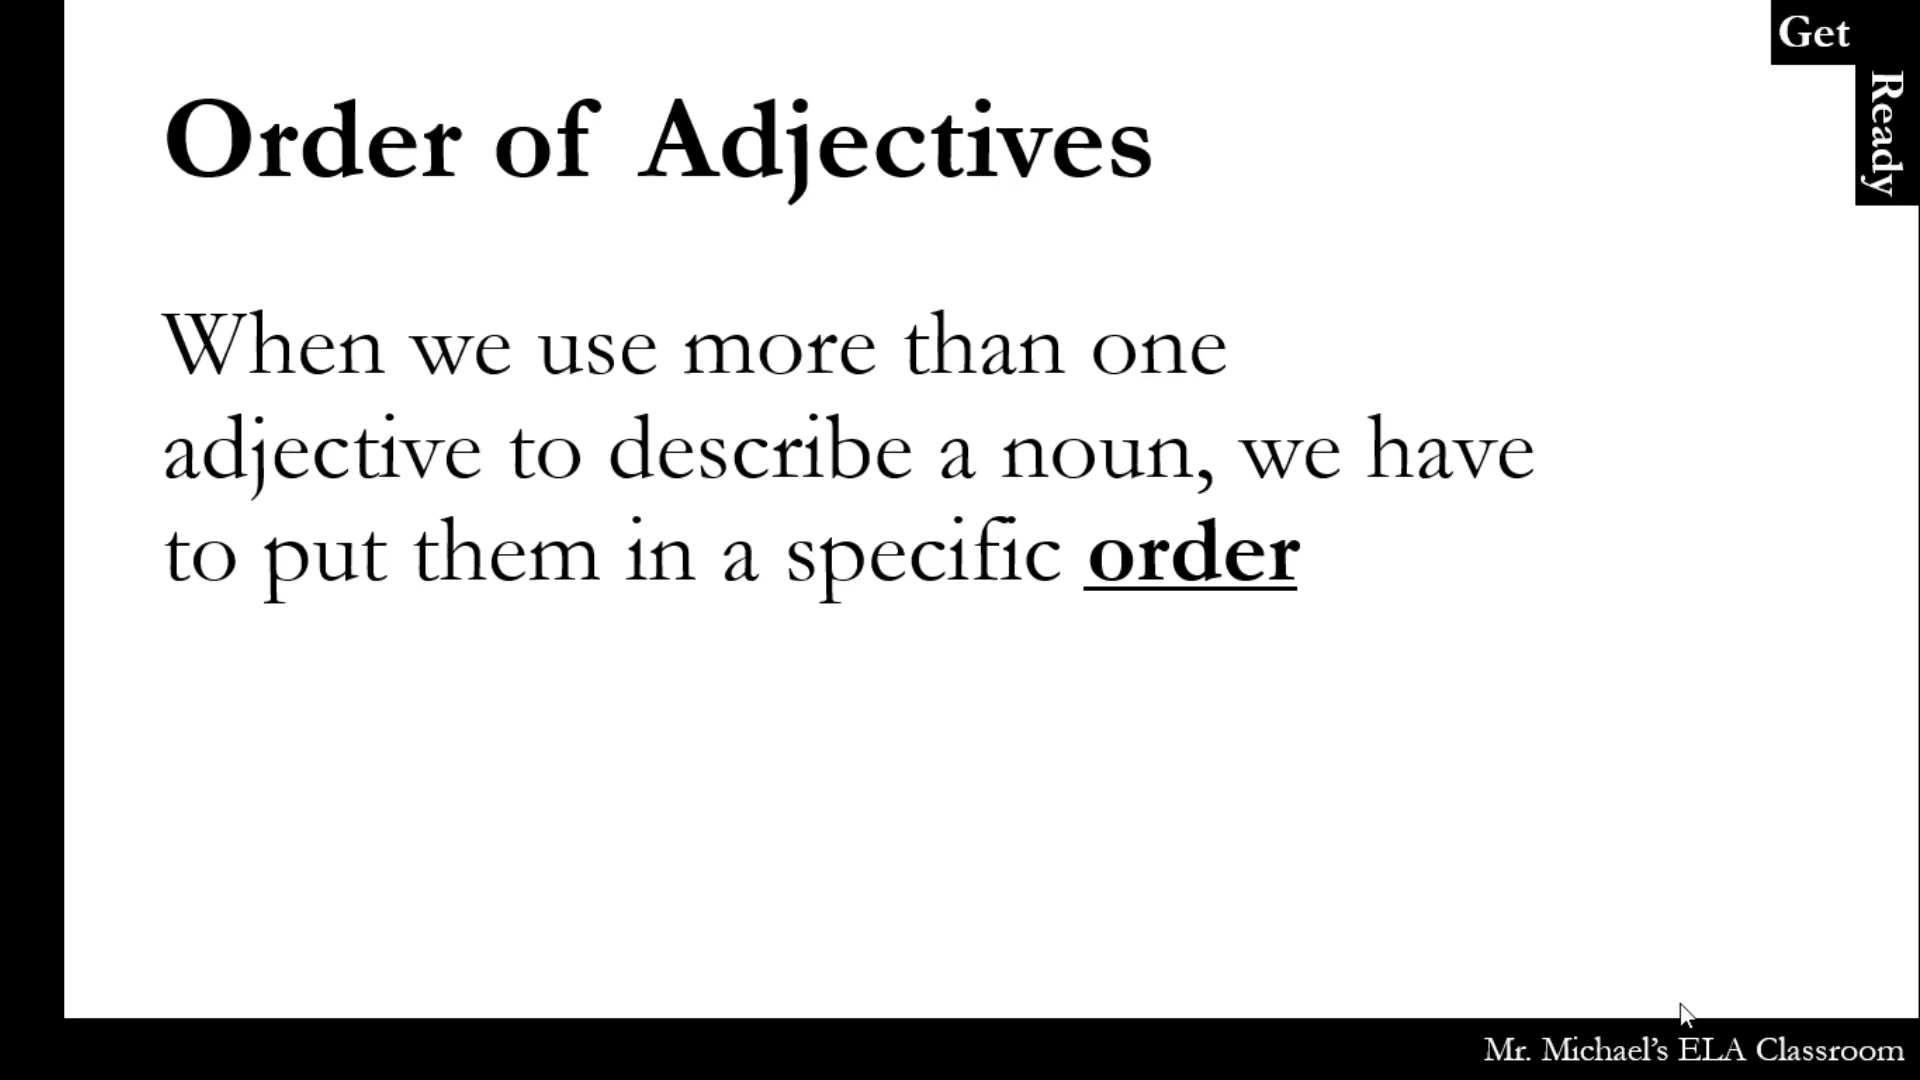 Get
Ready
Order of Adjectives
When we use more than one
adjective to describe a noun, we have
to put them in a specific order
Mr. Michael's ELA Classroom